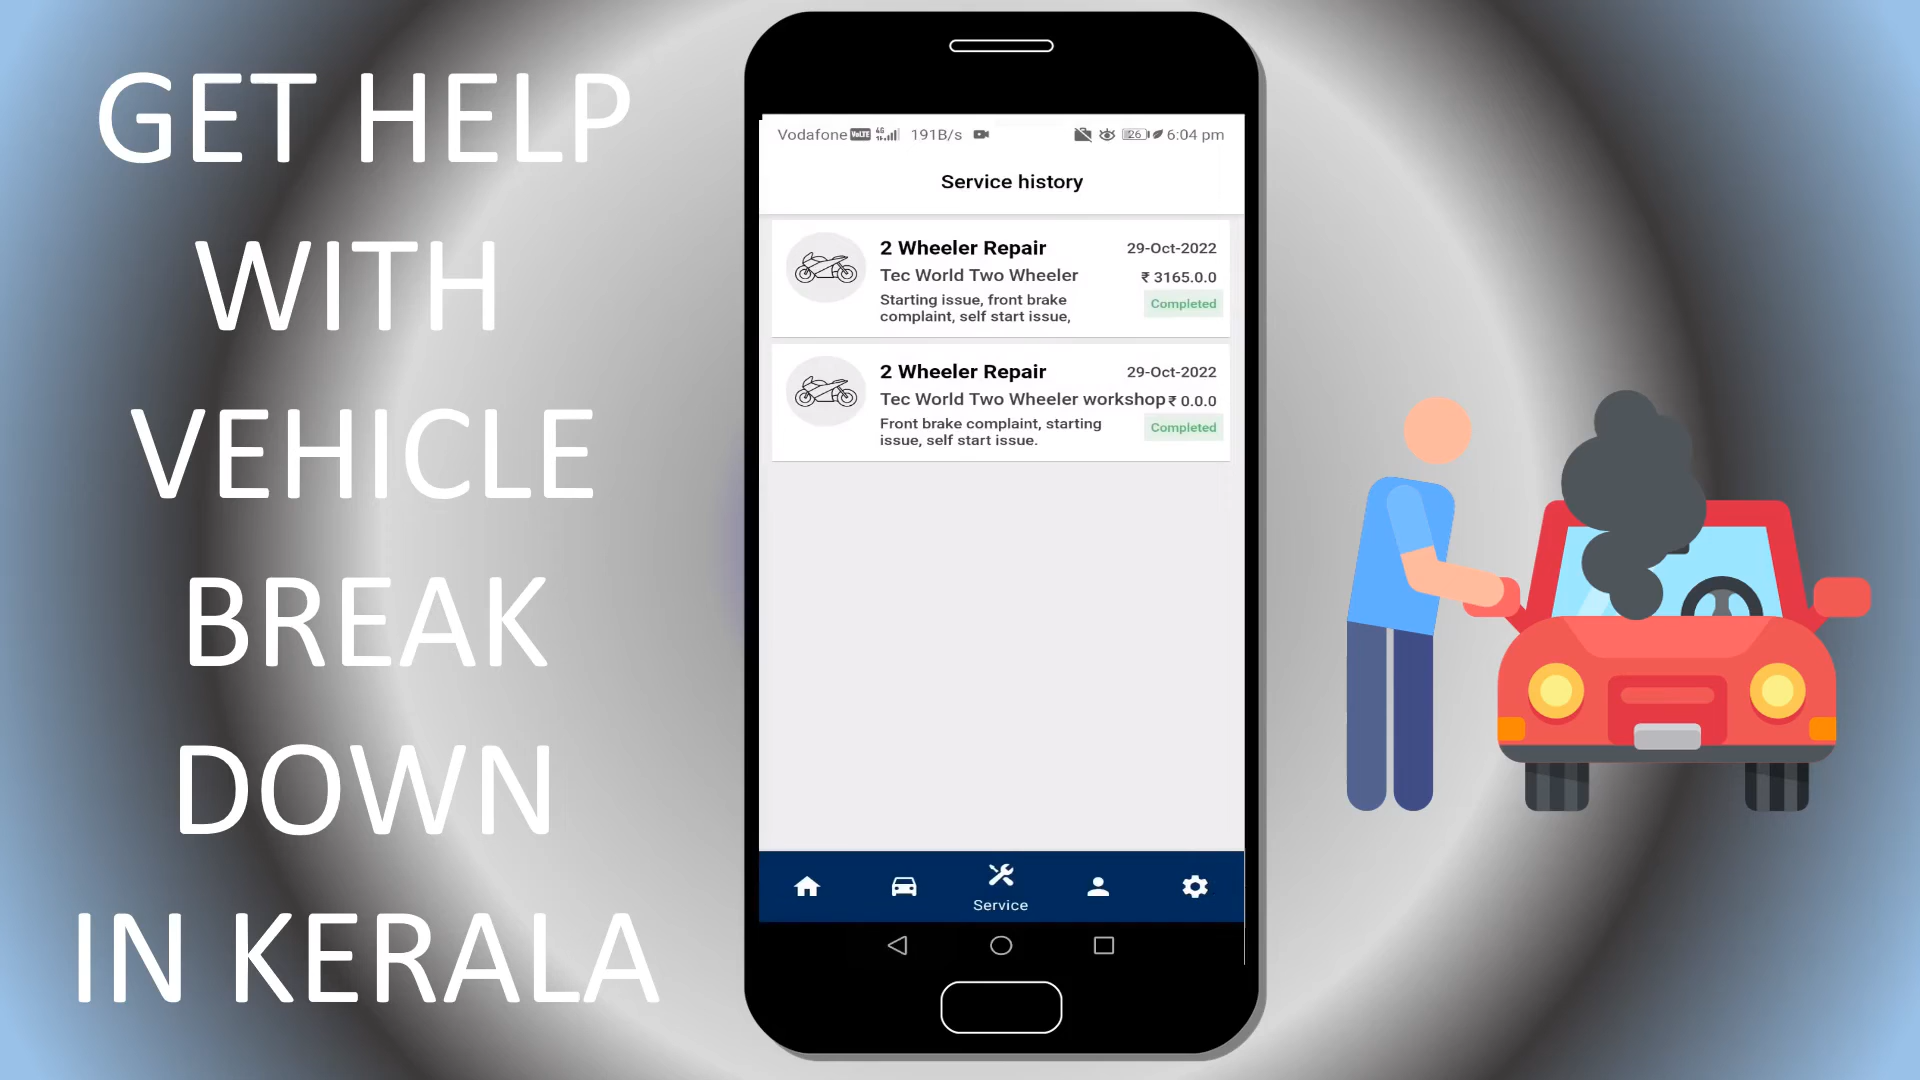 GET HELP
WITH
VEHICLE
BREAK
DOWN
IN KERALA
Vodafone VoLTE 4G 191B/s 26 6:04 pm
Service history
2 Wheeler Repair 29-Oct-2022
Tec World Two Wheeler ₹ 3165.0.0
Starting issue, front brake
complaint, self start issue,
Completed
2 Wheeler Repair 29-Oct-2022
Tec World Two Wheeler workshop ₹ 0.0.0
Front brake complaint, starting
issue, self start issue.
Completed
Service